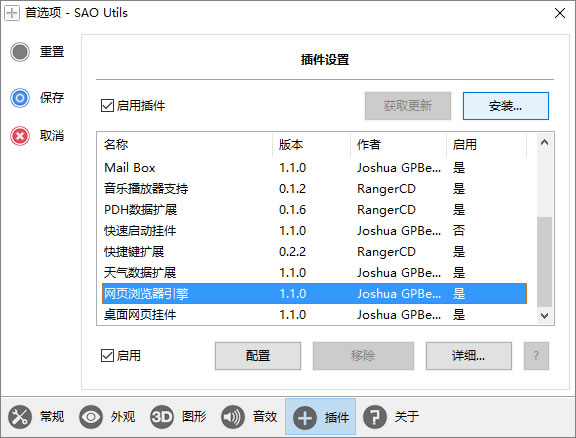 首选项 - SAO Utils
重置
保存
取消
插件设置
启用插件 获取更新 安装...
名称 版本 作者 启用
Mail Box 1.1.0 Joshua GPBe... 是
音乐播放器支持 0.1.2 RangerCD 是
PDH数据扩展 0.1.6 RangerCD 是
快速启动挂件 1.1.0 Joshua GPBe... 否
快捷键扩展 0.2.2 RangerCD 是
天气数据扩展 1.1.0 Joshua GPBe... 是
网页浏览器引擎 1.1.0 Joshua GPBe... 是
桌面网页挂件 1.1.0 Joshua GPBe... 是
启用 配置 移除 详细... ?
常规 外观 3D 图形 音效 插件 ? 关于